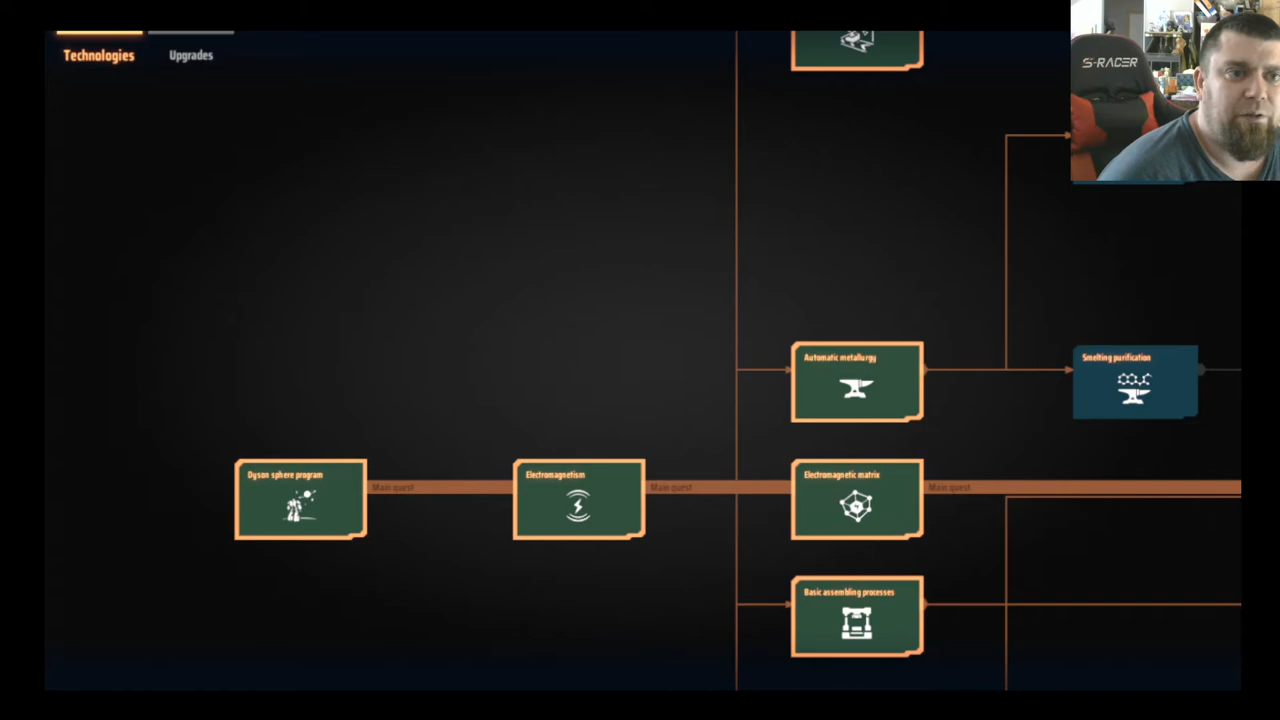 Technologies
Upgrades
S-RACER
Automatic metallurgy
Smelting purification
Dyson sphere program
Main quest
Electromagnetism
Main quest
Electromagnetic matrix
Main quest
Basic assembling processes